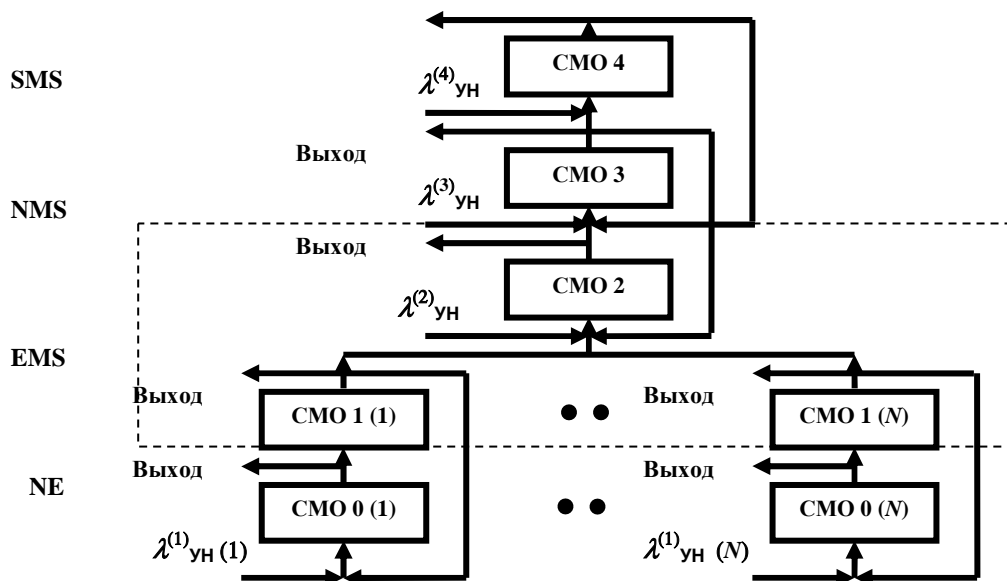 СМО 4
SMS
λ(4)УН
Выход
СМО 3
λ(3)УН
NMS
Выход
СМО 2
λ(2)УН
EMS
Выход
Выход
СМО 1 (1)
СМО 1 (N)
Выход
Выход
NE
СМО 0 (1)
СМО 0 (N)
λ(1)УН (1)
λ(1)УН (N)